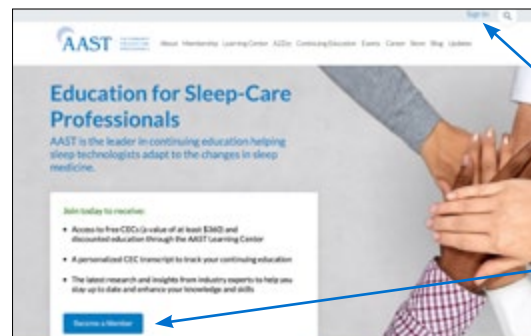 Sign In
AAST
About Membership Learning Center A2Zzz Continuing Education Events Career Store Blog Updates
Education for Sleep-Care
Professionals
AAST is the leader in continuing education helping
sleep technologists adapt to the changes in sleep
medicine.
Join today to receive:
• Access to free CECs (a value of at least $360) and
discounted education through the AAST Learning Center
• A personalized CEC transcript to track your continuing education
• The latest research and insights from industry experts to help you
stay up to date and enhance your knowledge and skills
Become a Member